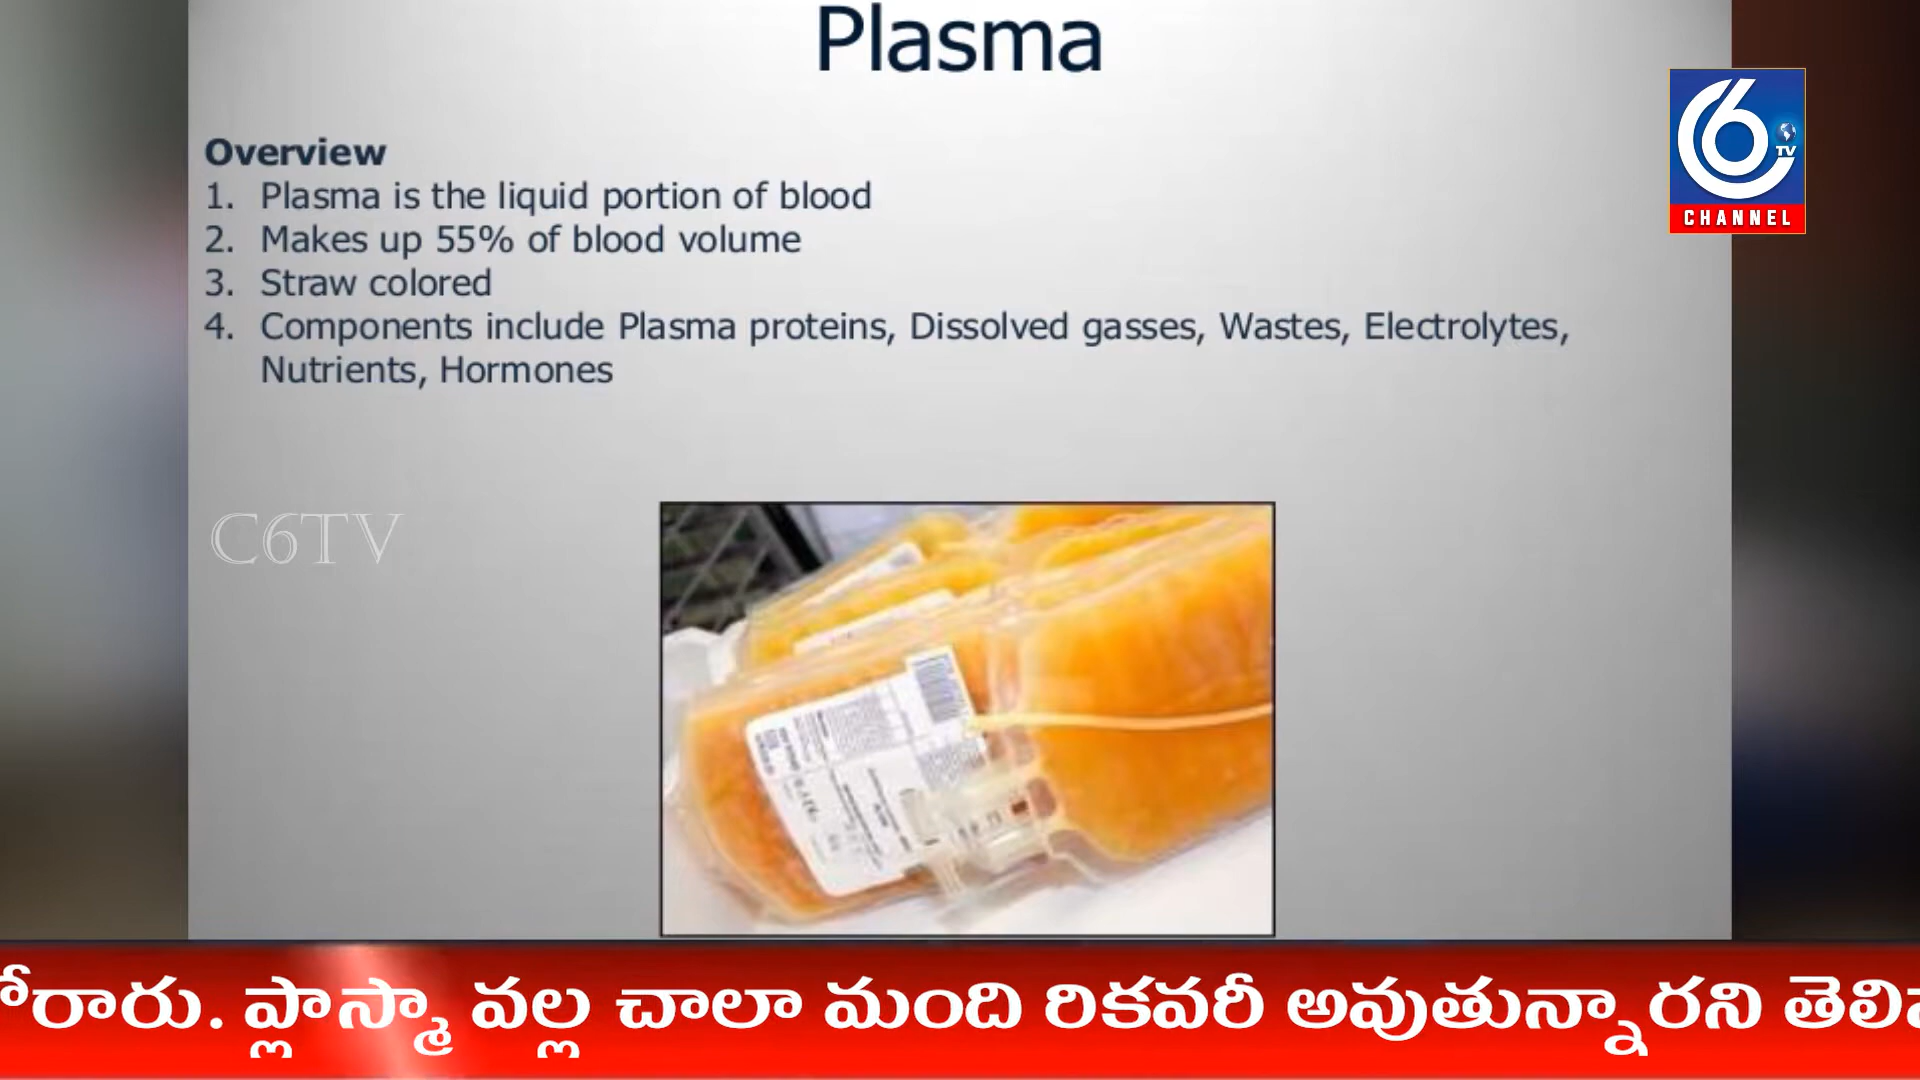 Plasma
Overview
1. Plasma is the liquid portion of blood
2. Makes up 55% of blood volume
3. Straw colored
4. Components include Plasma proteins, Dissolved gasses, Wastes, Electrolytes,
Nutrients, Hormones
C6TV
6
TV
CHANNEL
ప్లాస్మా వల్ల చాలా మంది రికవరీ అవుతున్నారని